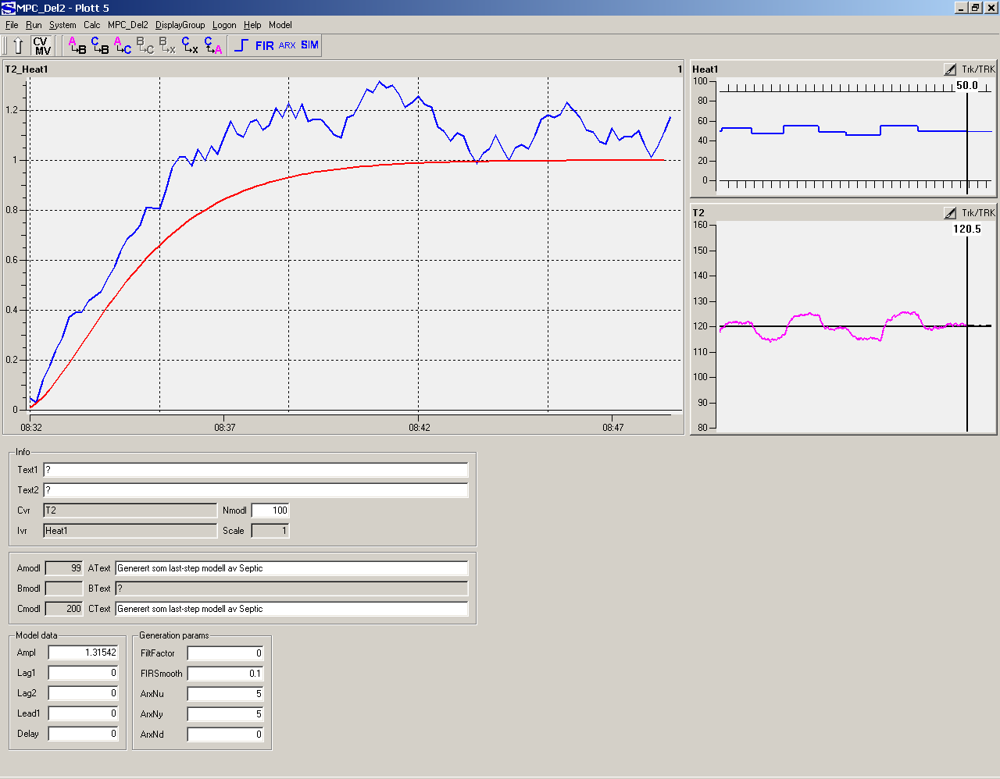 MPC_Del2 - Plott 5
File Run System Calc MPC_Del2 DisplayGroup Logon Help Model
CV MV A B C B A C B C B x C x C A FIR ARX SIM
T2_Heat1 1
1.2
1
0.8
0.6
0.4
0.2
0
08:32 08:37 08:42 08:47
Heat1 Trk/TRK
50.0
100
80
60
40
20
0
T2 Trk/TRK
120.5
160
150
140
130
120
110
100
90
80
Info
Text1 ?
Text2 ?
Cvr T2 Nmodl 100
Ivr Heat1 Scale 1
Amodl 99 AText Generert som last-step modell av Septic
Bmodl BText ?
Cmodl 200 CText Generert som last-step modell av Septic
Model data
Ampl 1.31542
Lag1 0
Lag2 0
Lead1 0
Delay 0
Generation params
FiltFactor 0
FIRSmooth 0.1
ArxNu 5
ArxNy 5
ArxNd 0